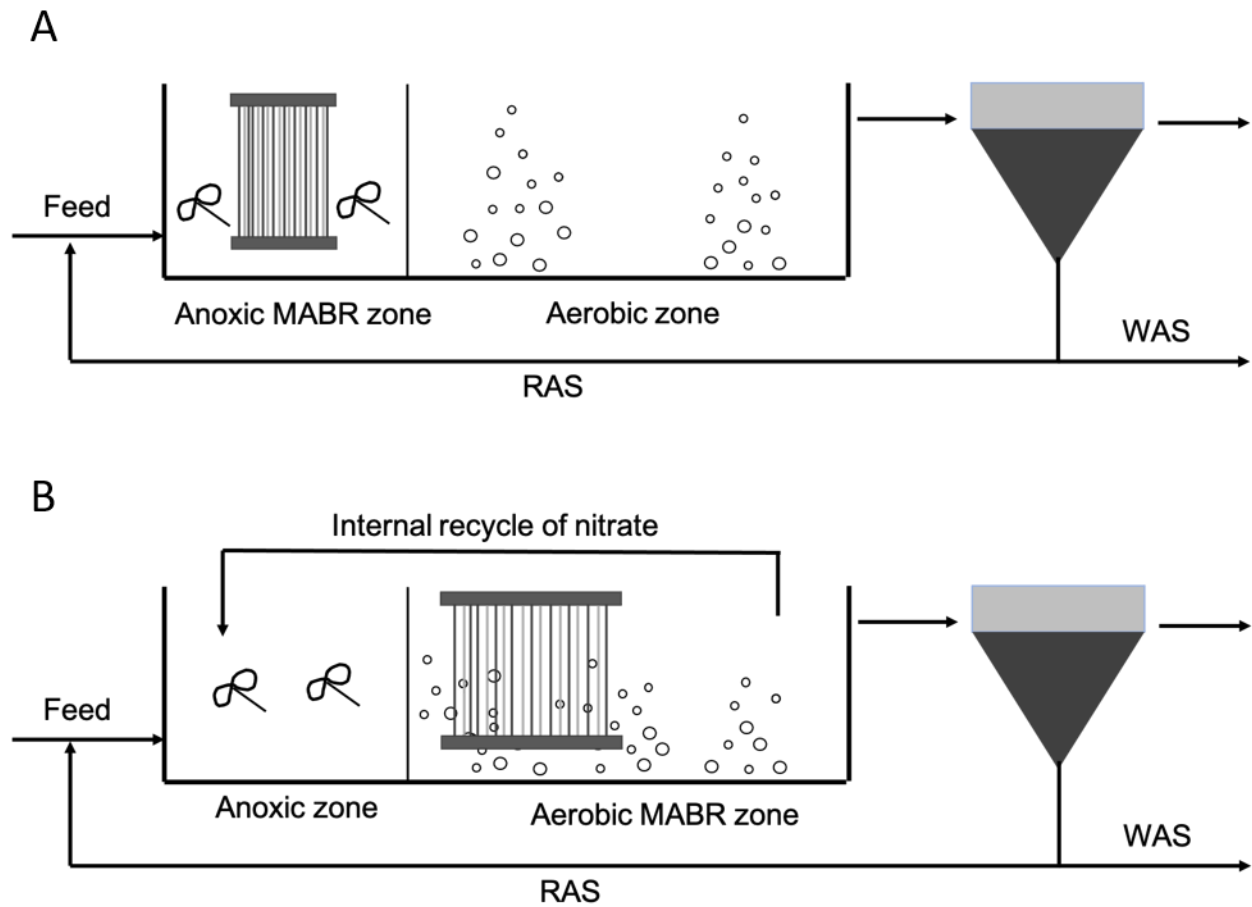 A
Feed
Anoxic MABR zone
Aerobic zone
WAS
RAS
B
Internal recycle of nitrate
Feed
Anoxic zone
Aerobic MABR zone
WAS
RAS